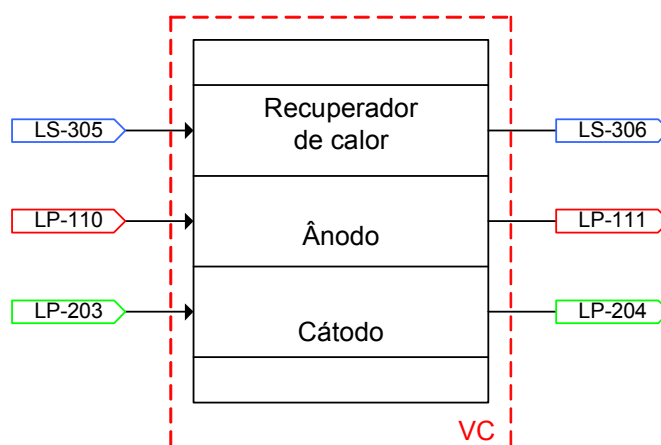 Recuperador
de calor
LS-305
LS-306
LP-110
Ânodo
LP-111
LP-203
Cátodo
LP-204
VC